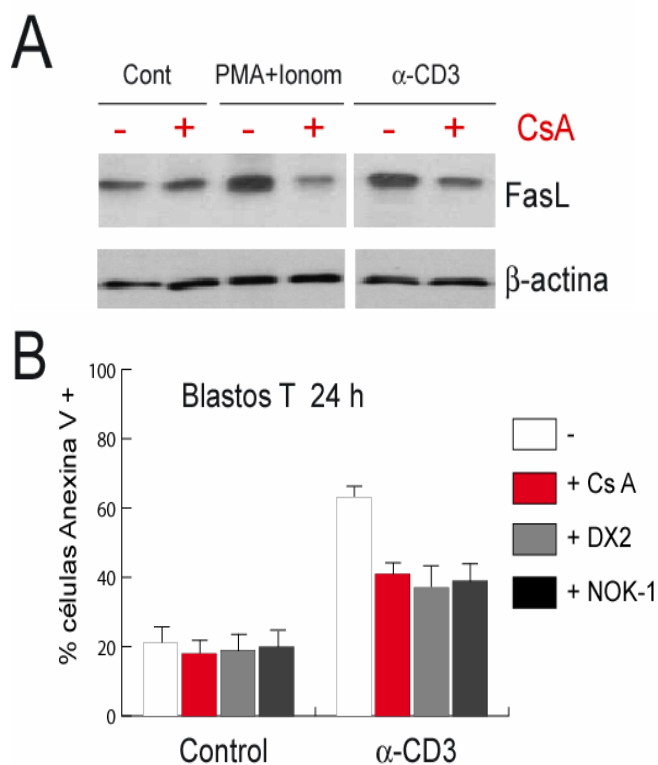 A
Cont PMA+Ionom α-CD3
- + - + - + CsA
FasL
β-actina
B
Blastos T 24 h
% células Anexina V +
100
80
60
40
20
0
Control α-CD3
-
+ Cs A
+ DX2
+ NOK-1